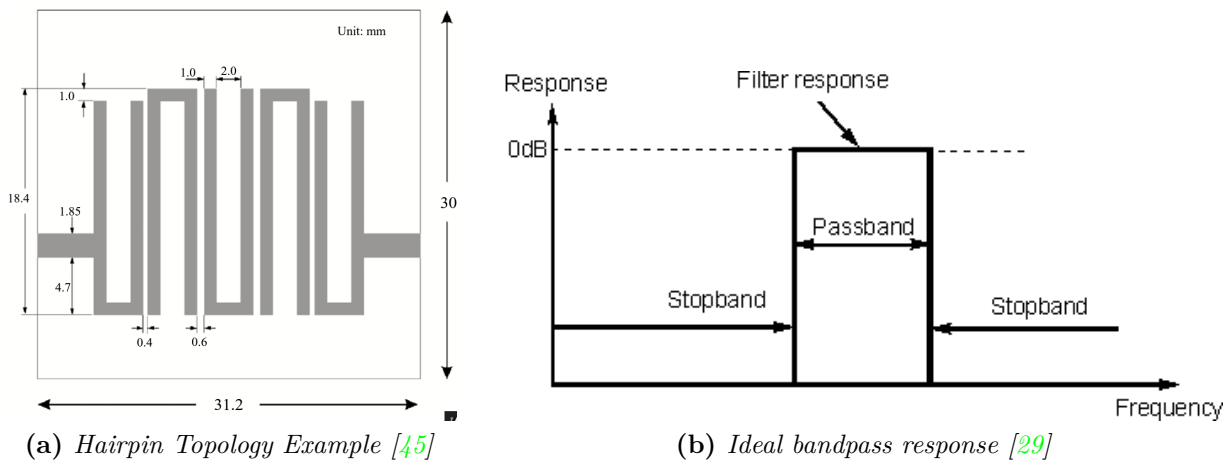 Unit: mm
1.0
2.0
1.0
18.4
1.85
4.7
0.4
0.6
30
31.2
(a) Hairpin Topology Example [45]
Response
Filter response
0dB
Passband
Stopband
Stopband
Frequency
(b) Ideal bandpass response [29]